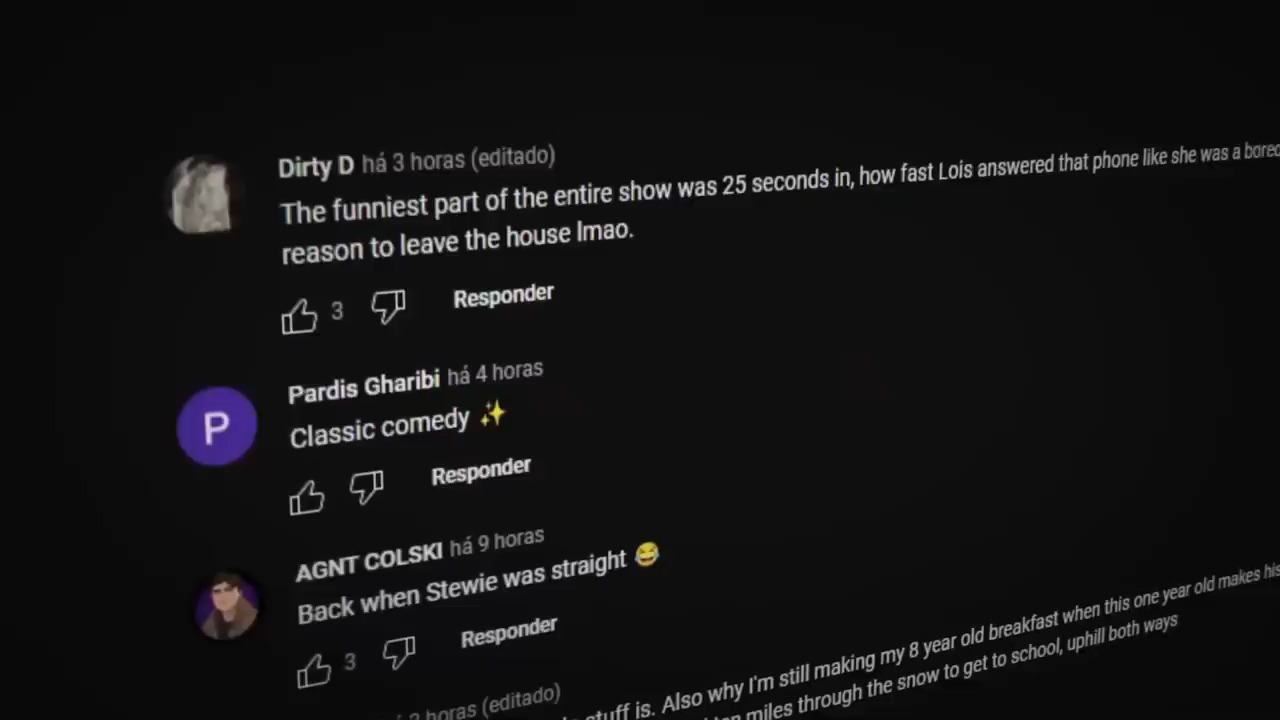 Dirty D há 3 horas (editado)
The funniest part of the entire show was 25 seconds in, how fast Lois answered that phone like she was a bored
reason to leave the house lmao.
3 Responder
P
Pardis Gharibi há 4 horas
Classic comedy ✨
Responder
AGNT COLSKI há 9 horas
Back when Stewie was straight 😂
3 Responder
horas (editado)
stuff is. Also why I'm still making my 8 year old breakfast when this one year old makes his
miles through the snow to get to school, uphill both ways